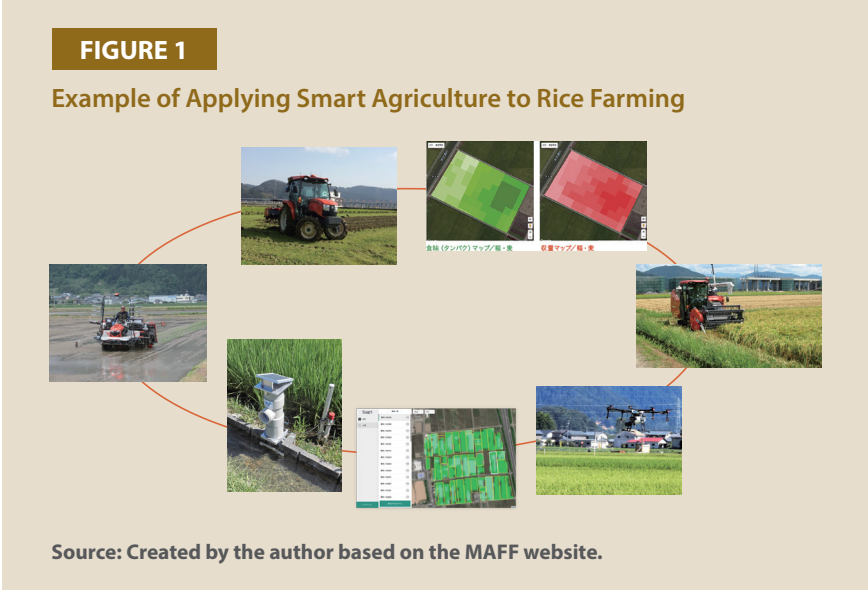 FIGURE 1
Example of Applying Smart Agriculture to Rice Farming
食味（タンパク）マップ／稲・麦
収量マップ／稲・麦
Source: Created by the author based on the MAFF website.